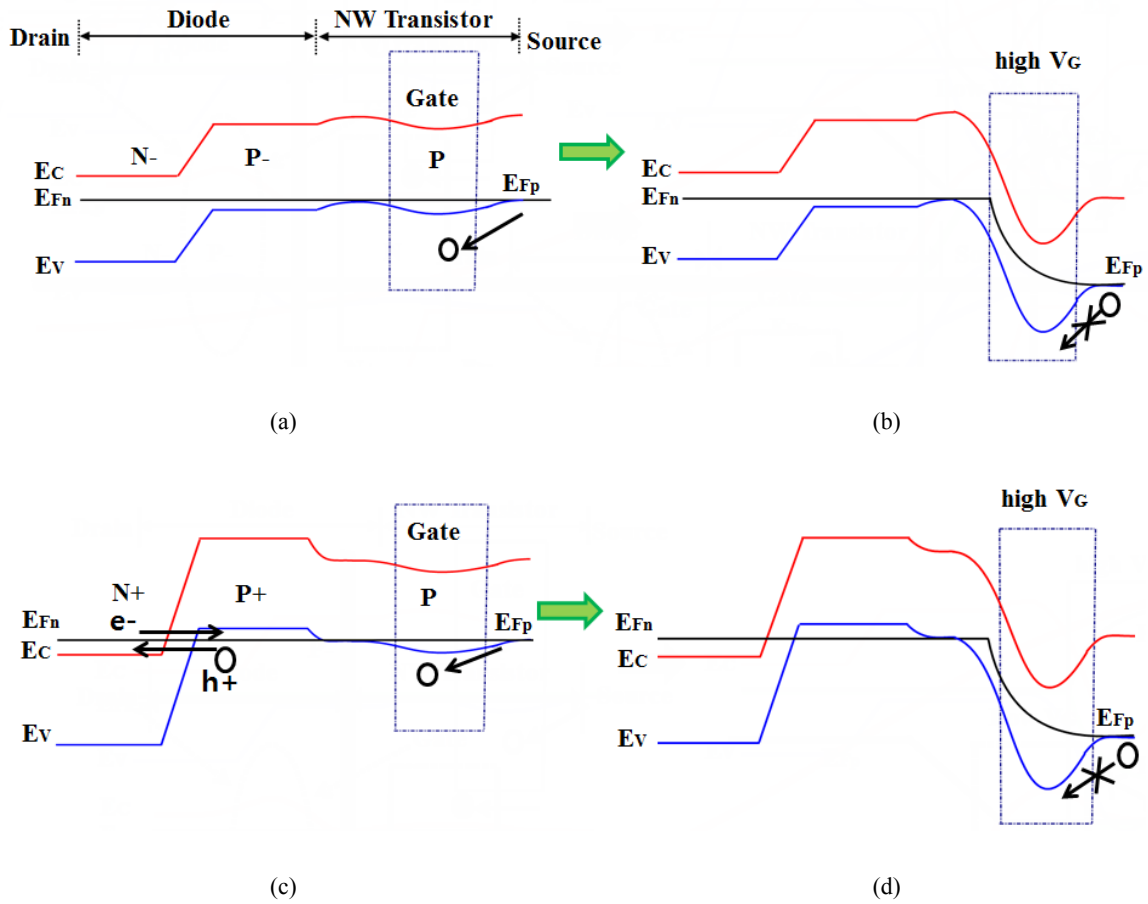 Diode
NW Transistor
Drain
Source
Gate
N-
P-
P
EC
EFn
EFp
EV
high VG
EC
EFn
EFp
EV
(a)
(b)
Gate
N+
P+
P
e-
h+
EFn
EC
EFp
EV
high VG
EFn
EC
EFp
EV
(c)
(d)